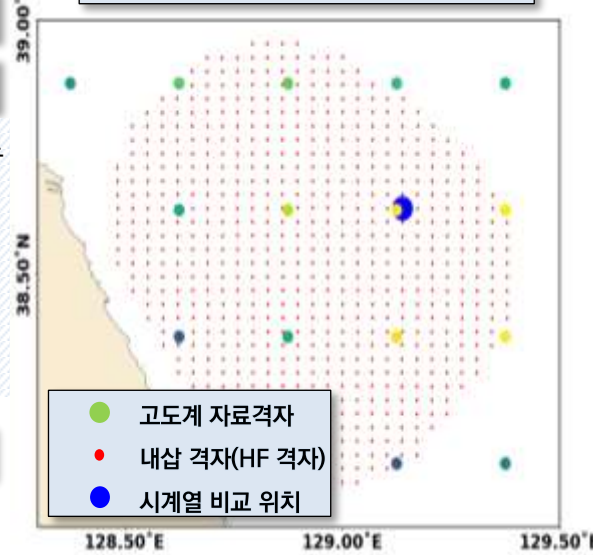 39.00°
38.50°N
고도계 자료격자
내삽 격자(HF 격자)
시계열 비교 위치
128.50°E
129.00°E
129.50°E